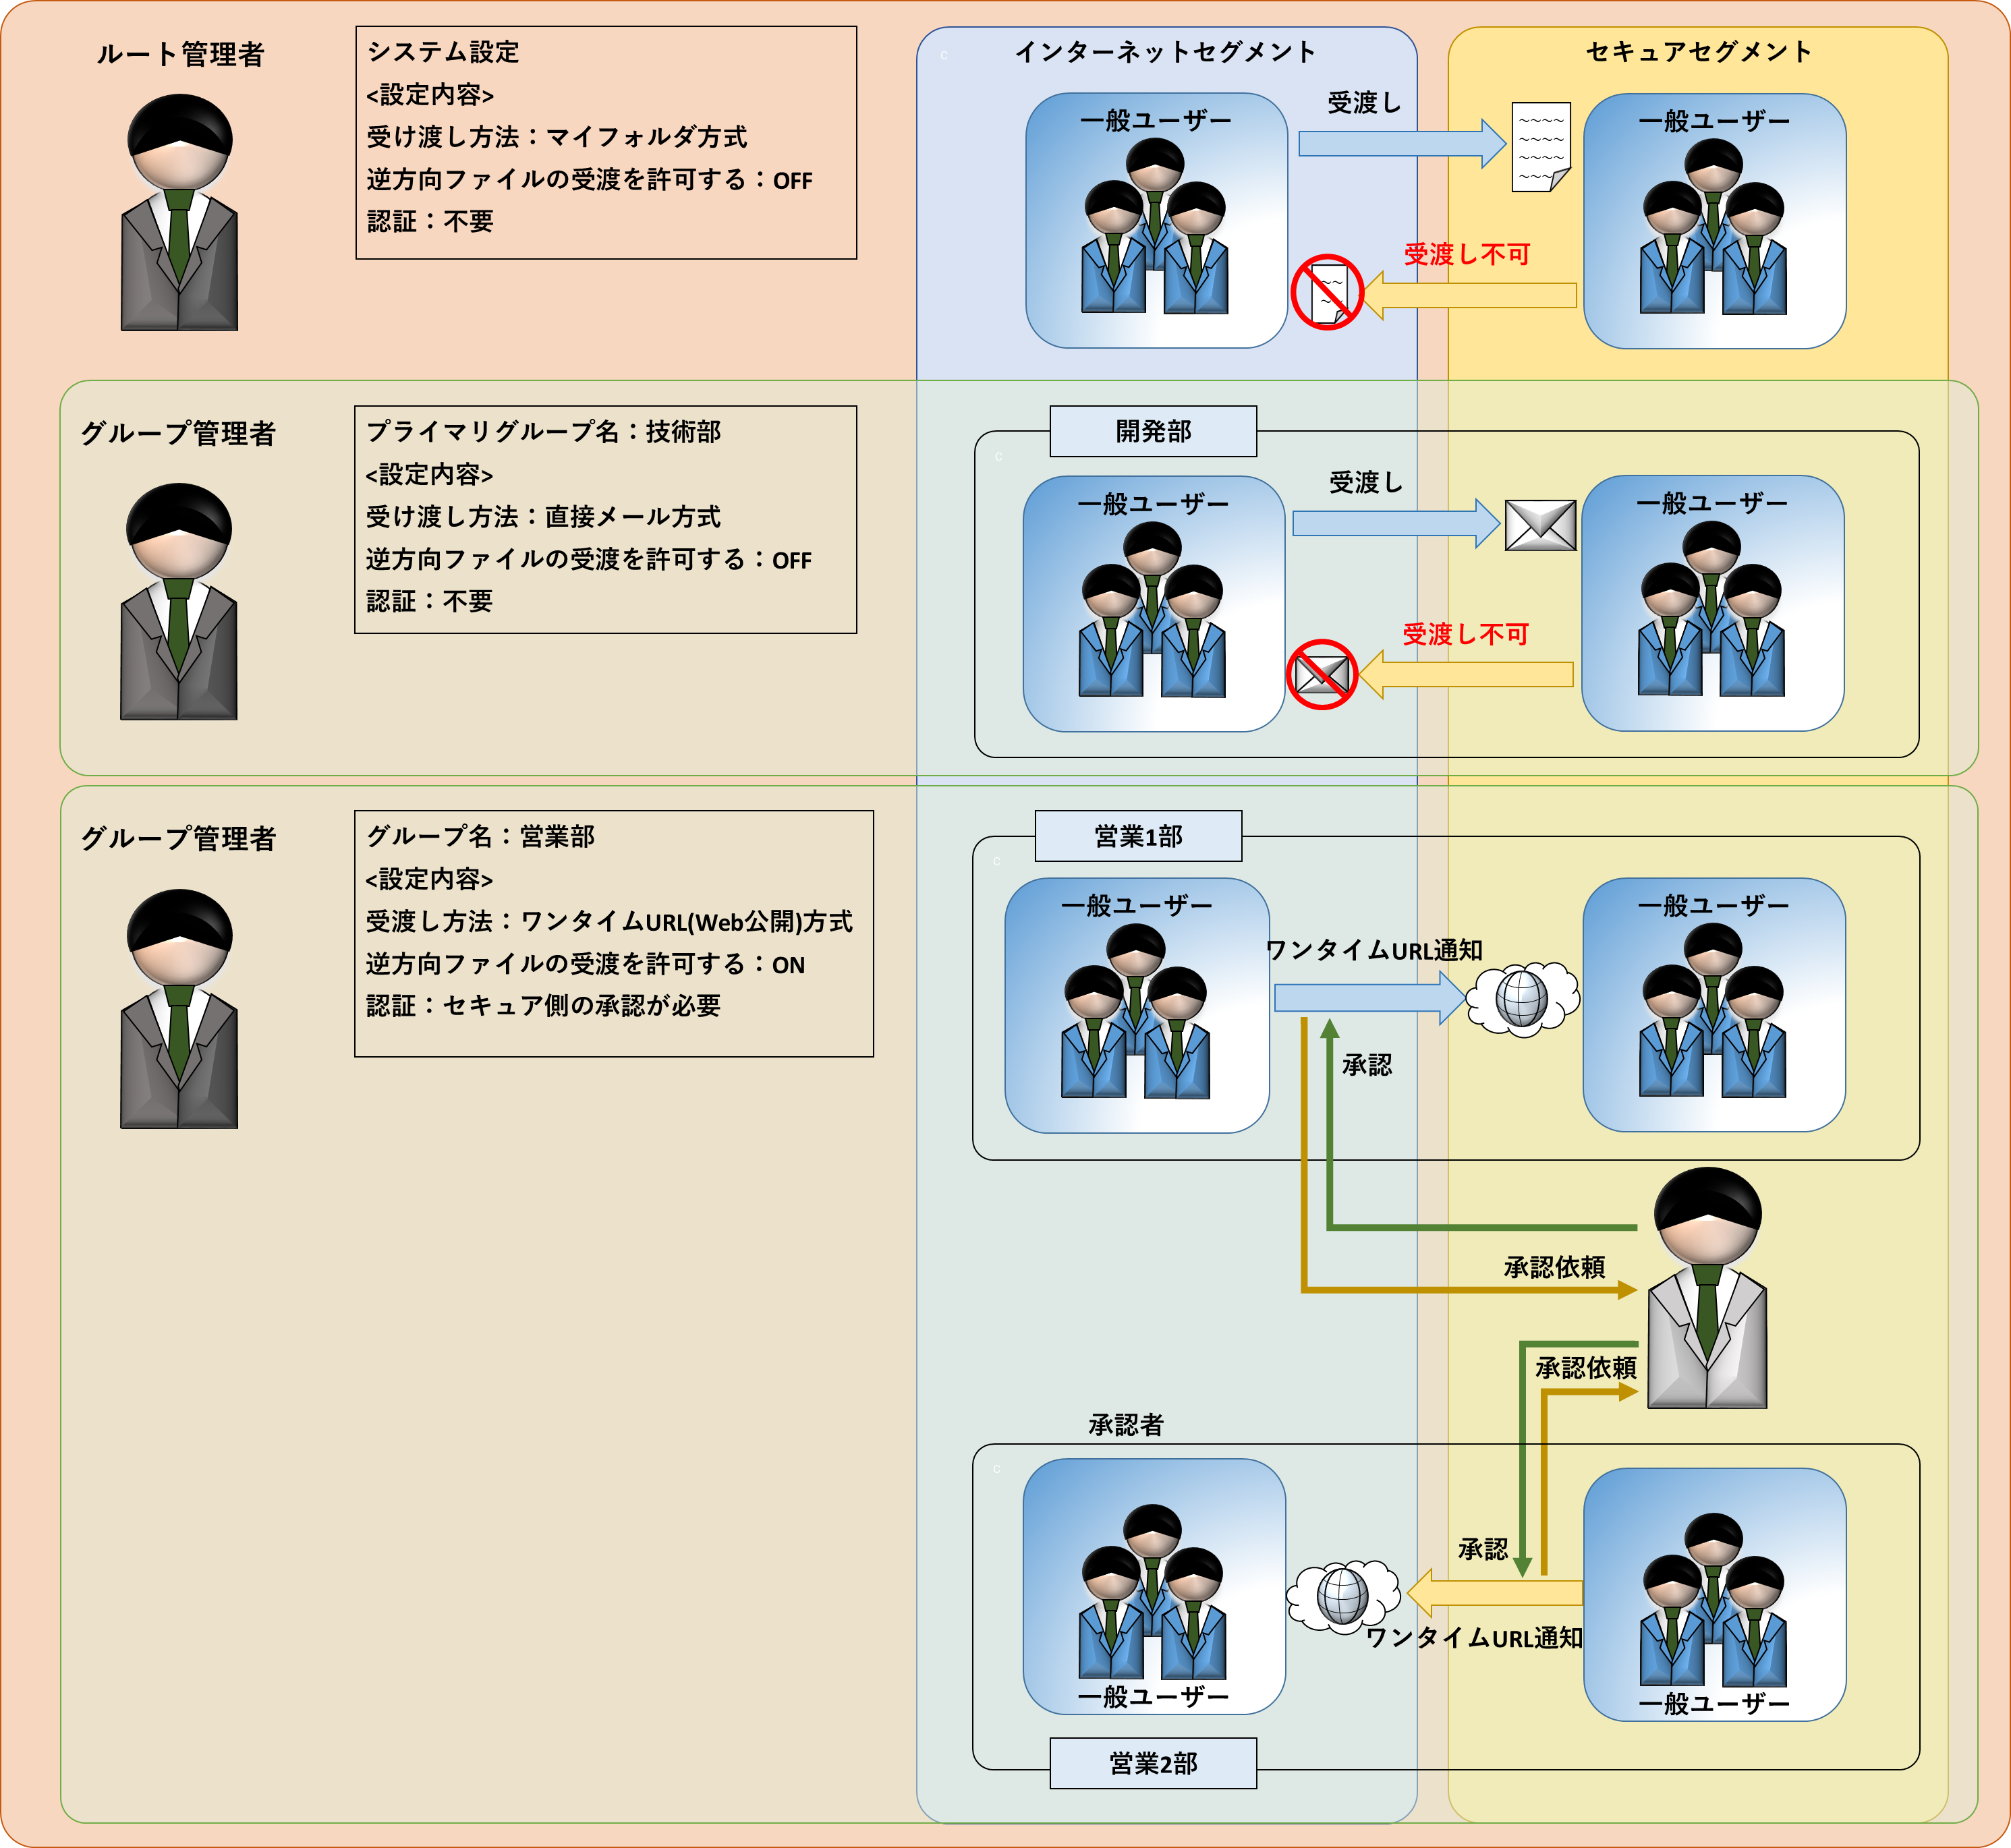 ルート管理者
システム設定
<設定内容>
受け渡し方法：マイフォルダ方式
逆方向ファイルの受渡を許可する：OFF
認証：不要
c
インターネットセグメント
セキュアセグメント
一般ユーザー
受渡し
～～～～
～～～～
～～～～
～～～
一般ユーザー
受渡し不可
グループ管理者
プライマリグループ名：技術部
<設定内容>
受け渡し方法：直接メール方式
逆方向ファイルの受渡を許可する：OFF
認証：不要
開発部
c
一般ユーザー
受渡し
一般ユーザー
受渡し不可
グループ管理者
グループ名：営業部
<設定内容>
受渡し方法：ワンタイムURL(Web公開)方式
逆方向ファイルの受渡を許可する：ON
認証：セキュア側の承認が必要
営業1部
c
一般ユーザー
ワンタイムURL通知
一般ユーザー
承認
承認依頼
承認依頼
承認者
c
承認
ワンタイムURL通知
一般ユーザー
一般ユーザー
営業2部